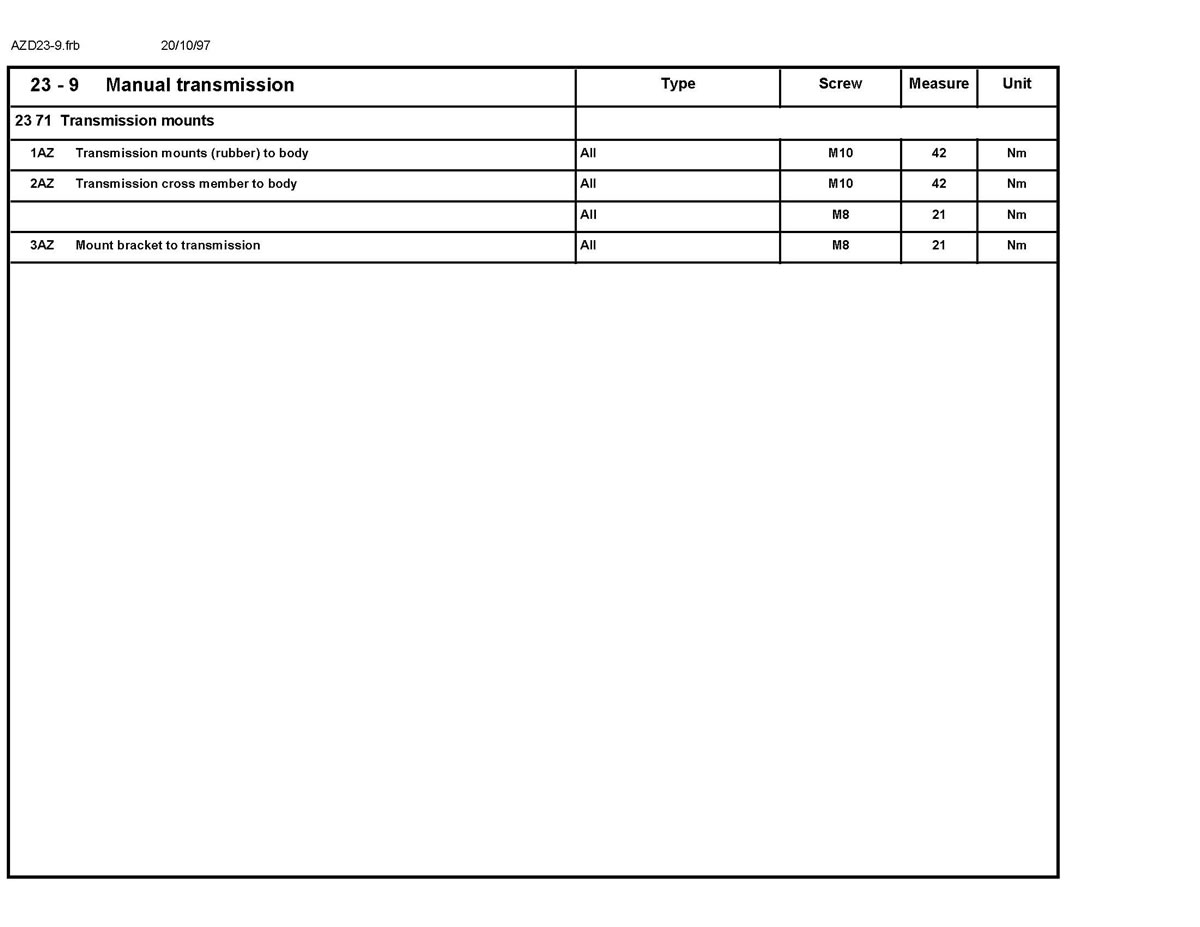 AZD23-9.frb 20/10/97
23 - 9 Manual transmission Type Screw Measure Unit
23 71 Transmission mounts
1AZ Transmission mounts (rubber) to body All M10 42 Nm
2AZ Transmission cross member to body All M10 42 Nm
All M8 21 Nm
3AZ Mount bracket to transmission All M8 21 Nm